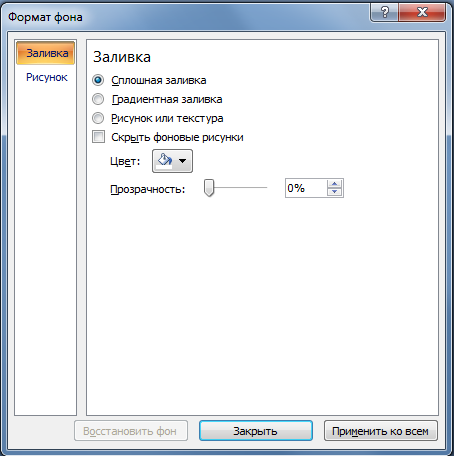 Формат фона
Заливка
Рисунок
Заливка
Сплошная заливка
Градиентная заливка
Рисунок или текстура
Скрыть фоновые рисунки
Цвет:
Прозрачность:
0%
Восстановить фон
Закрыть
Применить ко всем